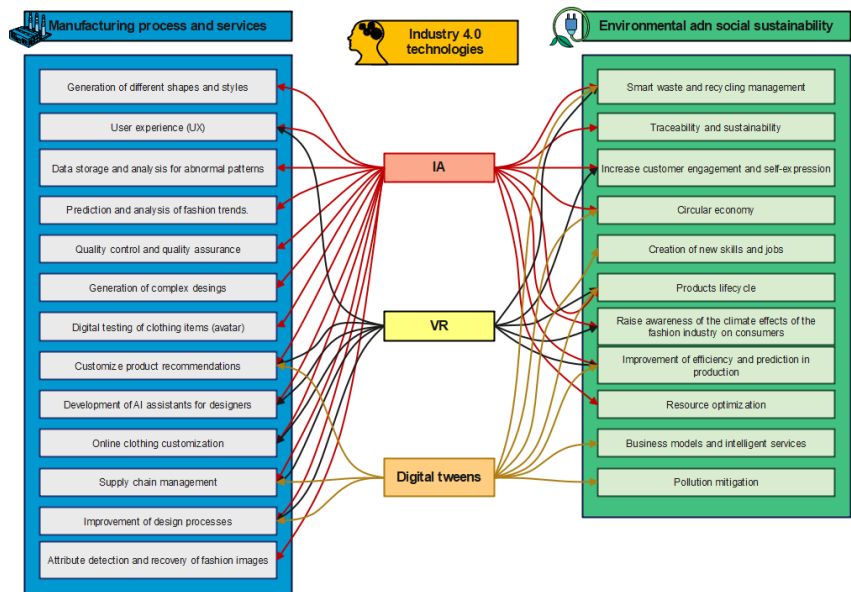 Manufacturing process and services
Industry 4.0
technologies
Environmental adn social sustainability
Generation of different shapes and styles
User experience (UX)
Data storage and analysis for abnormal patterns
Prediction and analysis of fashion trends.
Quality control and quality assurance
Generation of complex desings
Digital testing of clothing items (avatar)
Customize product recommendations
Development of AI assistants for designers
Online clothing customization
Supply chain management
Improvement of design processes
Attribute detection and recovery of fashion images
IA
VR
Digital tweens
Smart waste and recycling management
Traceability and sustainability
Increase customer engagement and self-expression
Circular economy
Creation of new skills and jobs
Products lifecycle
Raise awareness of the climate effects of the
fashion industry on consumers
Improvement of efficiency and prediction in
production
Resource optimization
Business models and intelligent services
Pollution mitigation